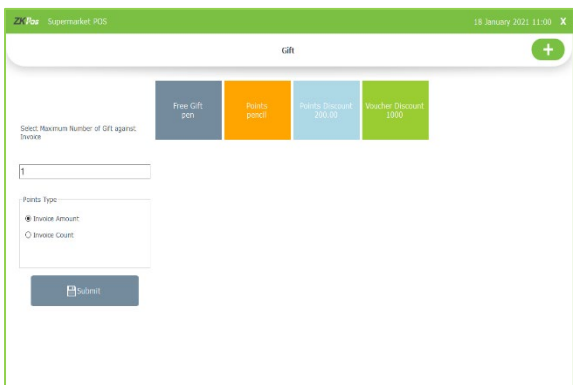 ZKPos Supermarket POS 18 January 2021 11:00 X
Gift
Free Gift
pen
Points
pencil
Points Discount
200.00
Voucher Discount
1000
Select Maximum Number of Gift against
Invoice
1
Points Type
Invoice Amount
Invoice Count
Submit